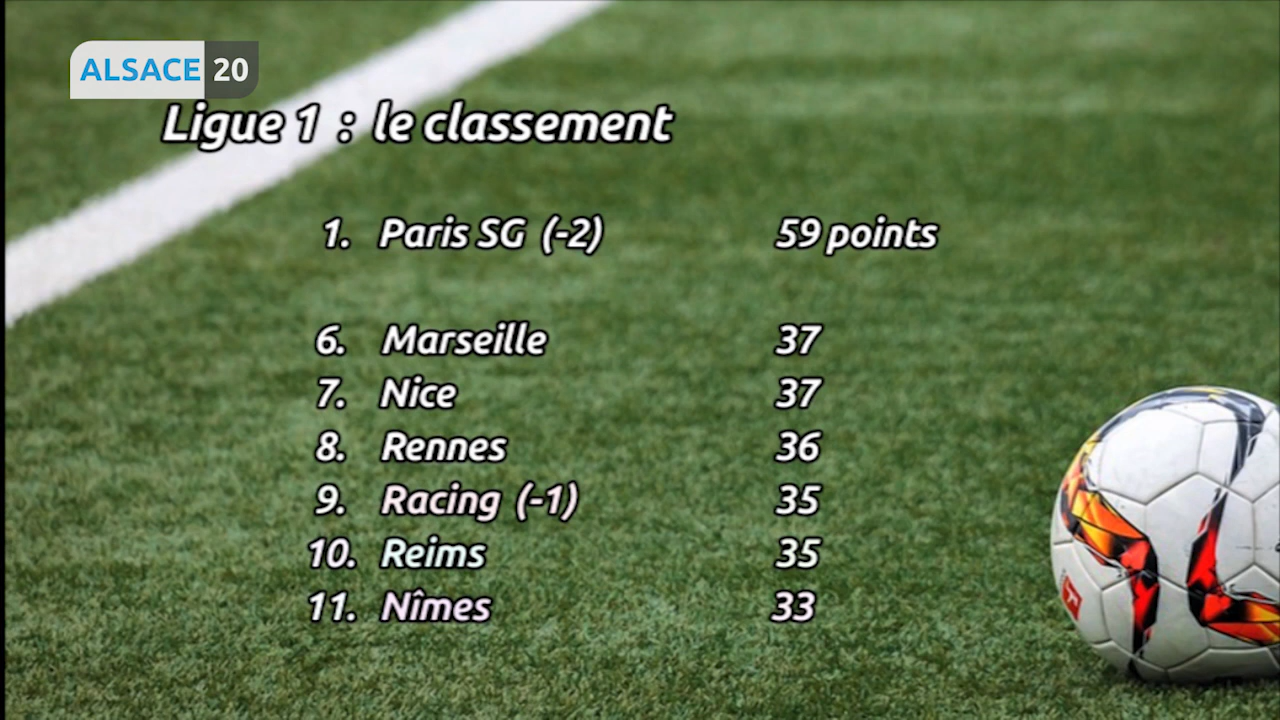 ALSACE 20
Ligue 1 : le classement
1. Paris SG (-2) 59 points
6. Marseille 37
7. Nice 37
8. Rennes 36
9. Racing (-1) 35
10. Reims 35
11. Nîmes 33